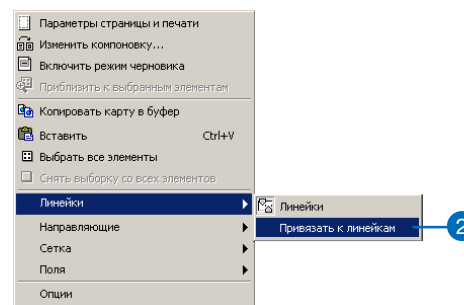 Параметры страницы и печати
Изменить компоновку...
Включить режим черновика
Приблизить к выбранным элементам
Копировать карту в буфер
Вставить Ctrl+V
Выбрать все элементы
Снять выборку со всех элементов
Линейки
Линейки
Направляющие
Привязать к линейкам
2
Сетка
Поля
Опции